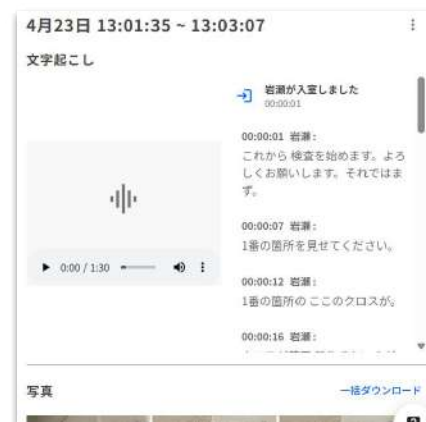 4月23日 13:01:35 ~ 13:03:07
文字起こし
岩瀬が入室しました
00:00:01
00:00:01 岩瀬 :
これから 検査を始めます。よろ
しくお願いします。それではま
ず。
00:00:07 岩瀬 :
1番の箇所を見せてください。
0:00 / 1:30
00:00:12 岩瀬 :
1番の箇所の ここのクロスが。
00:00:16 岩瀬 :
写真
一括ダウンロード